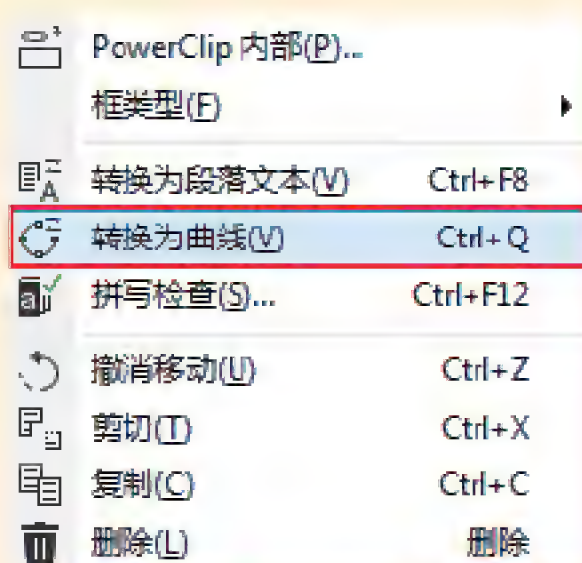 PowerClip 内部(P)...
框类型(F)
转换为段落文本(V) Ctrl+F8
转换为曲线(V) Ctrl+Q
拼写检查(S)... Ctrl+F12
撤消移动(U) Ctrl+Z
剪切(T) Ctrl+X
复制(C) Ctrl+C
删除(L) 删除